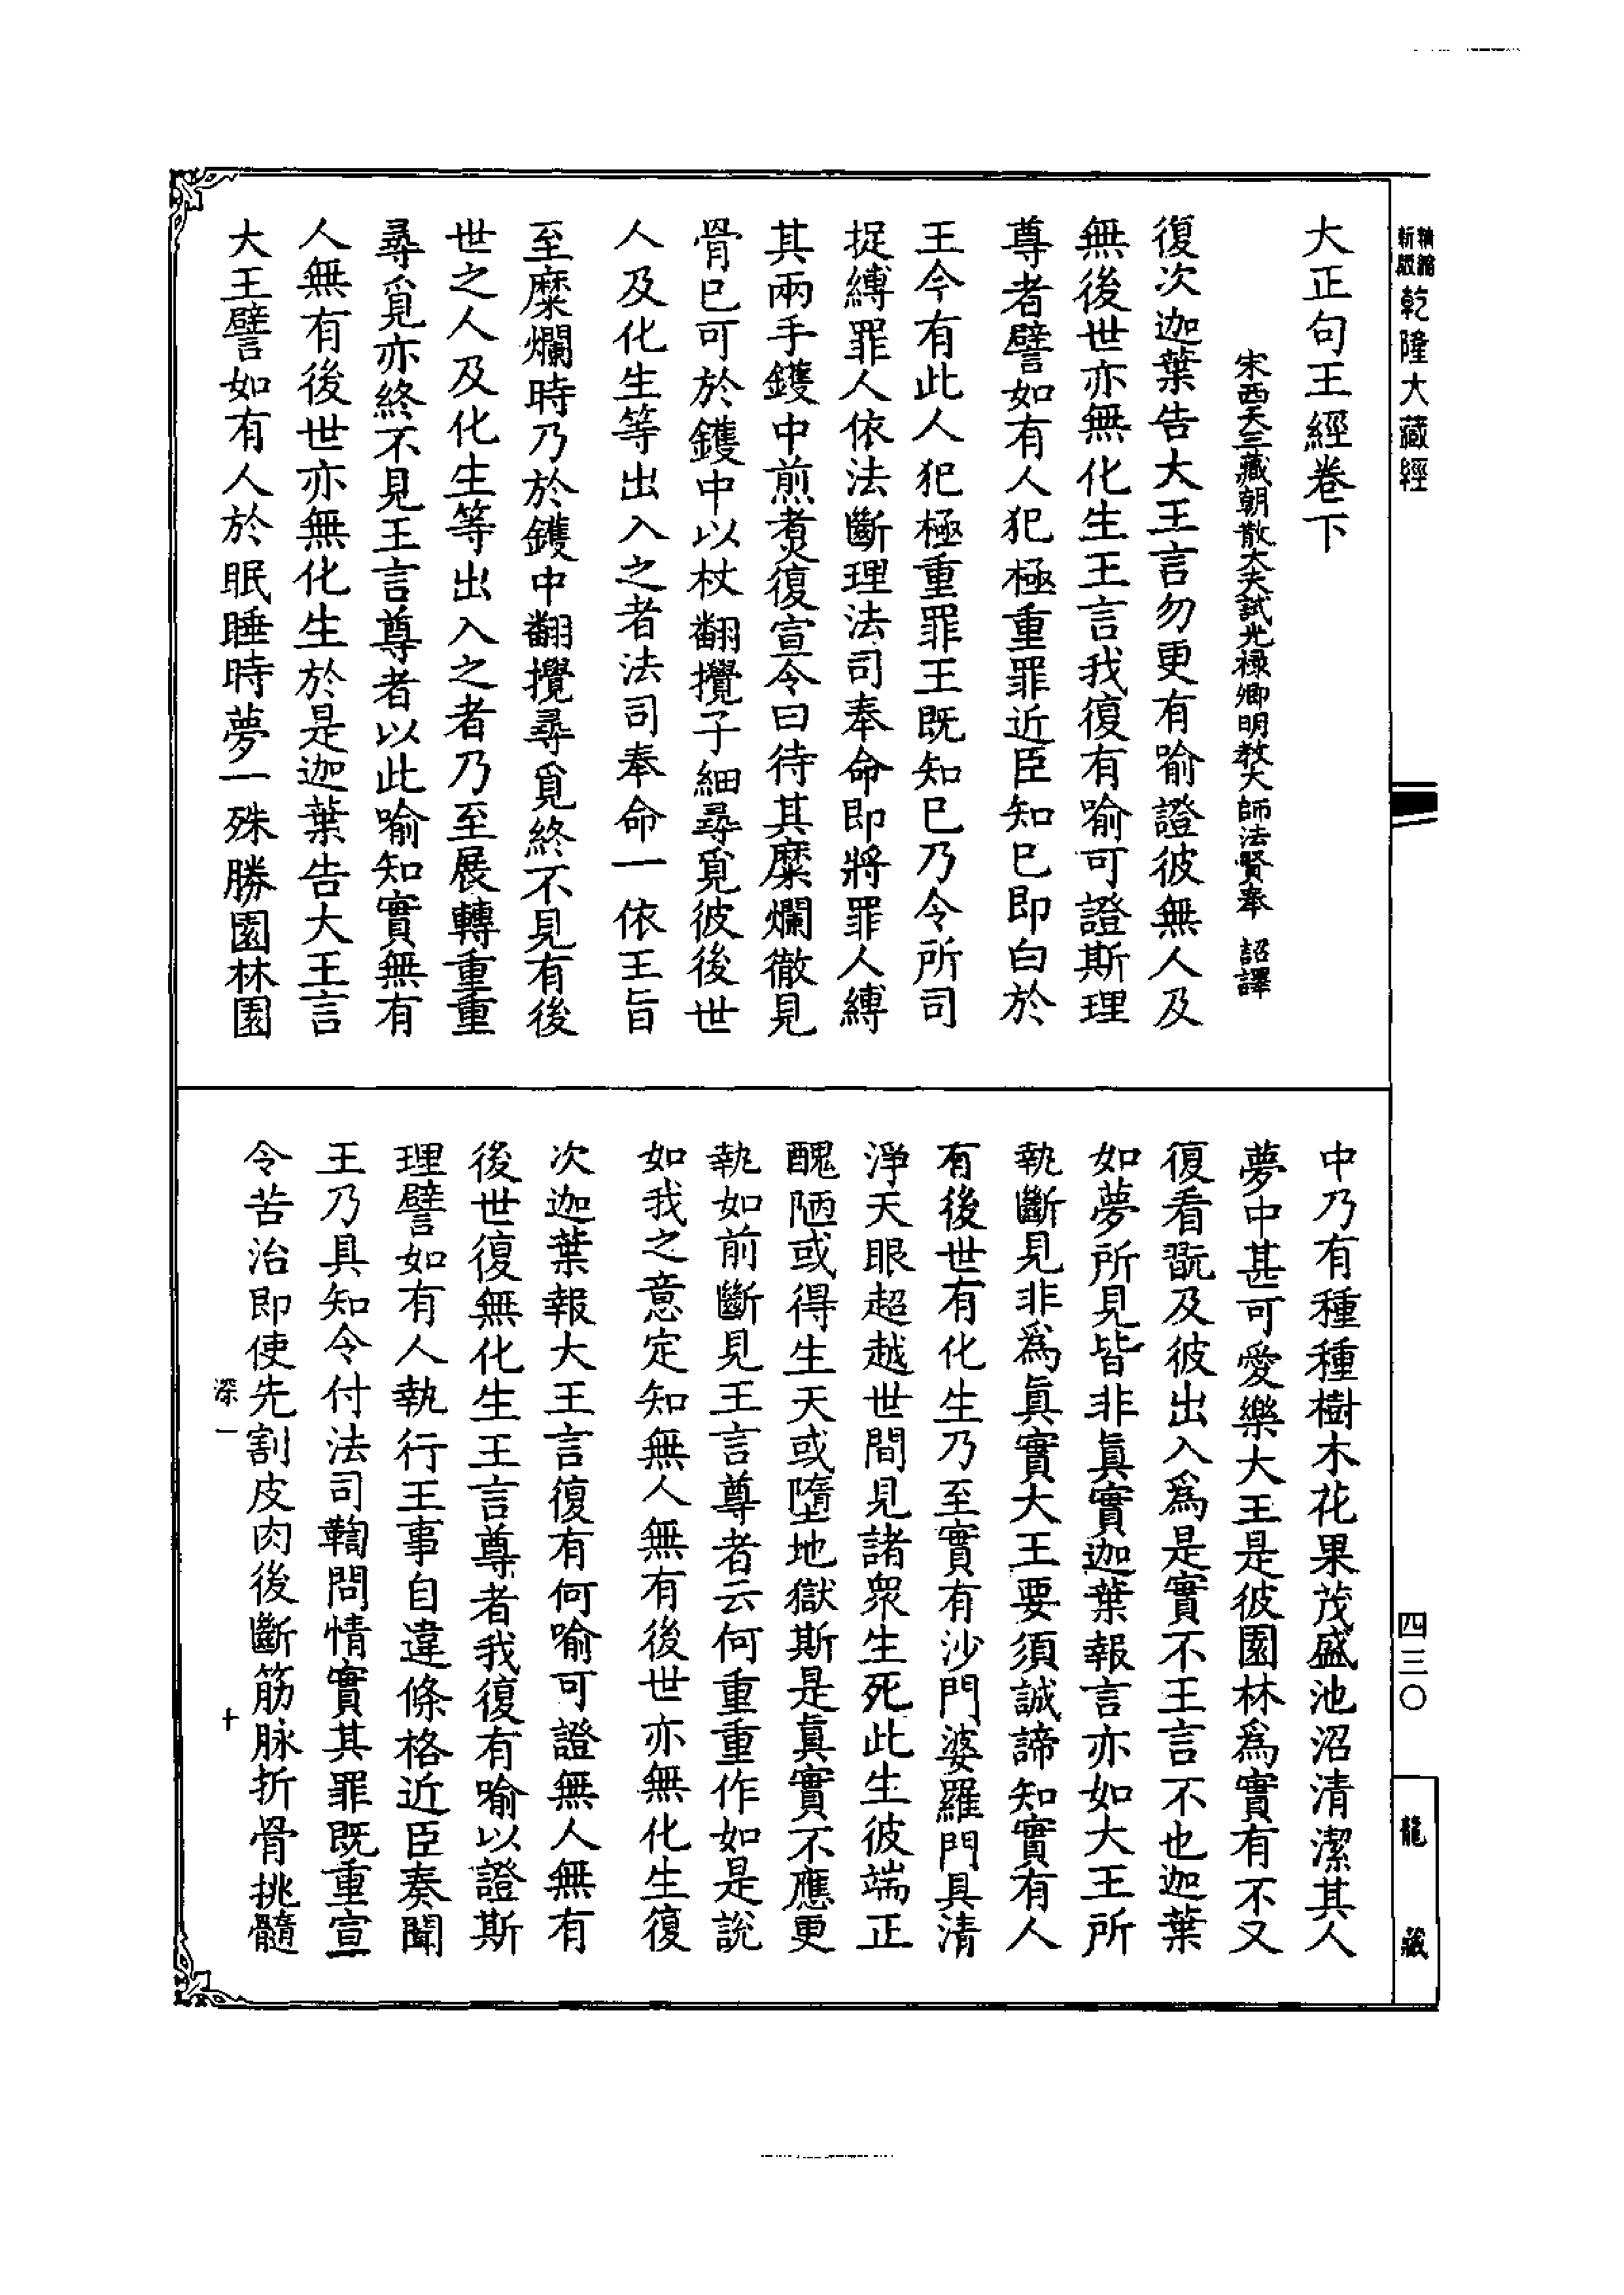 精縮
新版
乾隆大藏經
大正句王經卷下
宋西天三藏朝散大夫試光祿卿明教大師法賢奉 詔譯
復次迦葉告大王言勿更有喻證彼無人及
無後世亦無化生王言我復有喻可證斯理
尊者譬如有人犯極重罪近臣知已即白於
王今有此人犯極重罪王既知已乃令所司
捉縛罪人依法斷理法司奉命即將罪人縛
其兩手鑊中煎煑復宣令曰待其糜爛徹見
骨已可於鑊中以杖翻攪子細尋覓彼後世
人及化生等出入之者法司奉命一依王旨
至糜爛時乃於鑊中翻攪尋覓終不見有後
世之人及化生等出入之者乃至展轉重重
尋覓亦終不見王言尊者以此喻知實無有
人無有後世亦無化生於是迦葉告大王言
大王譬如有人於眠睡時夢一殊勝園林園
中乃有種種樹木花果茂盛池沼清潔其人
夢中甚可愛樂大王是彼園林爲實有不又
復看翫及彼出入爲是實不王言不也迦葉
如夢所見皆非眞實迦葉報言亦如大王所
執斷見非爲眞實大王要須誠諦知實有人
有後世有化生乃至實有沙門婆羅門具清
淨天眼超越世間見諸衆生死此生彼端正
醜陋或得生天或墮地獄斯是眞實不應更
執如前斷見王言尊者云何重重作如是說
如我之意定知無人無有後世亦無化生復
次迦葉報大王言復有何喻可證無人無有
後世復無化生王言尊者我復有喻以證斯
理譬如有人執行王事自違條格近臣奏聞
王乃具知令付法司鞫問情實其罪既重宣
令苦治即使先割皮肉後斷筋脉折骨挑髓
深一
十
四三〇
龍藏